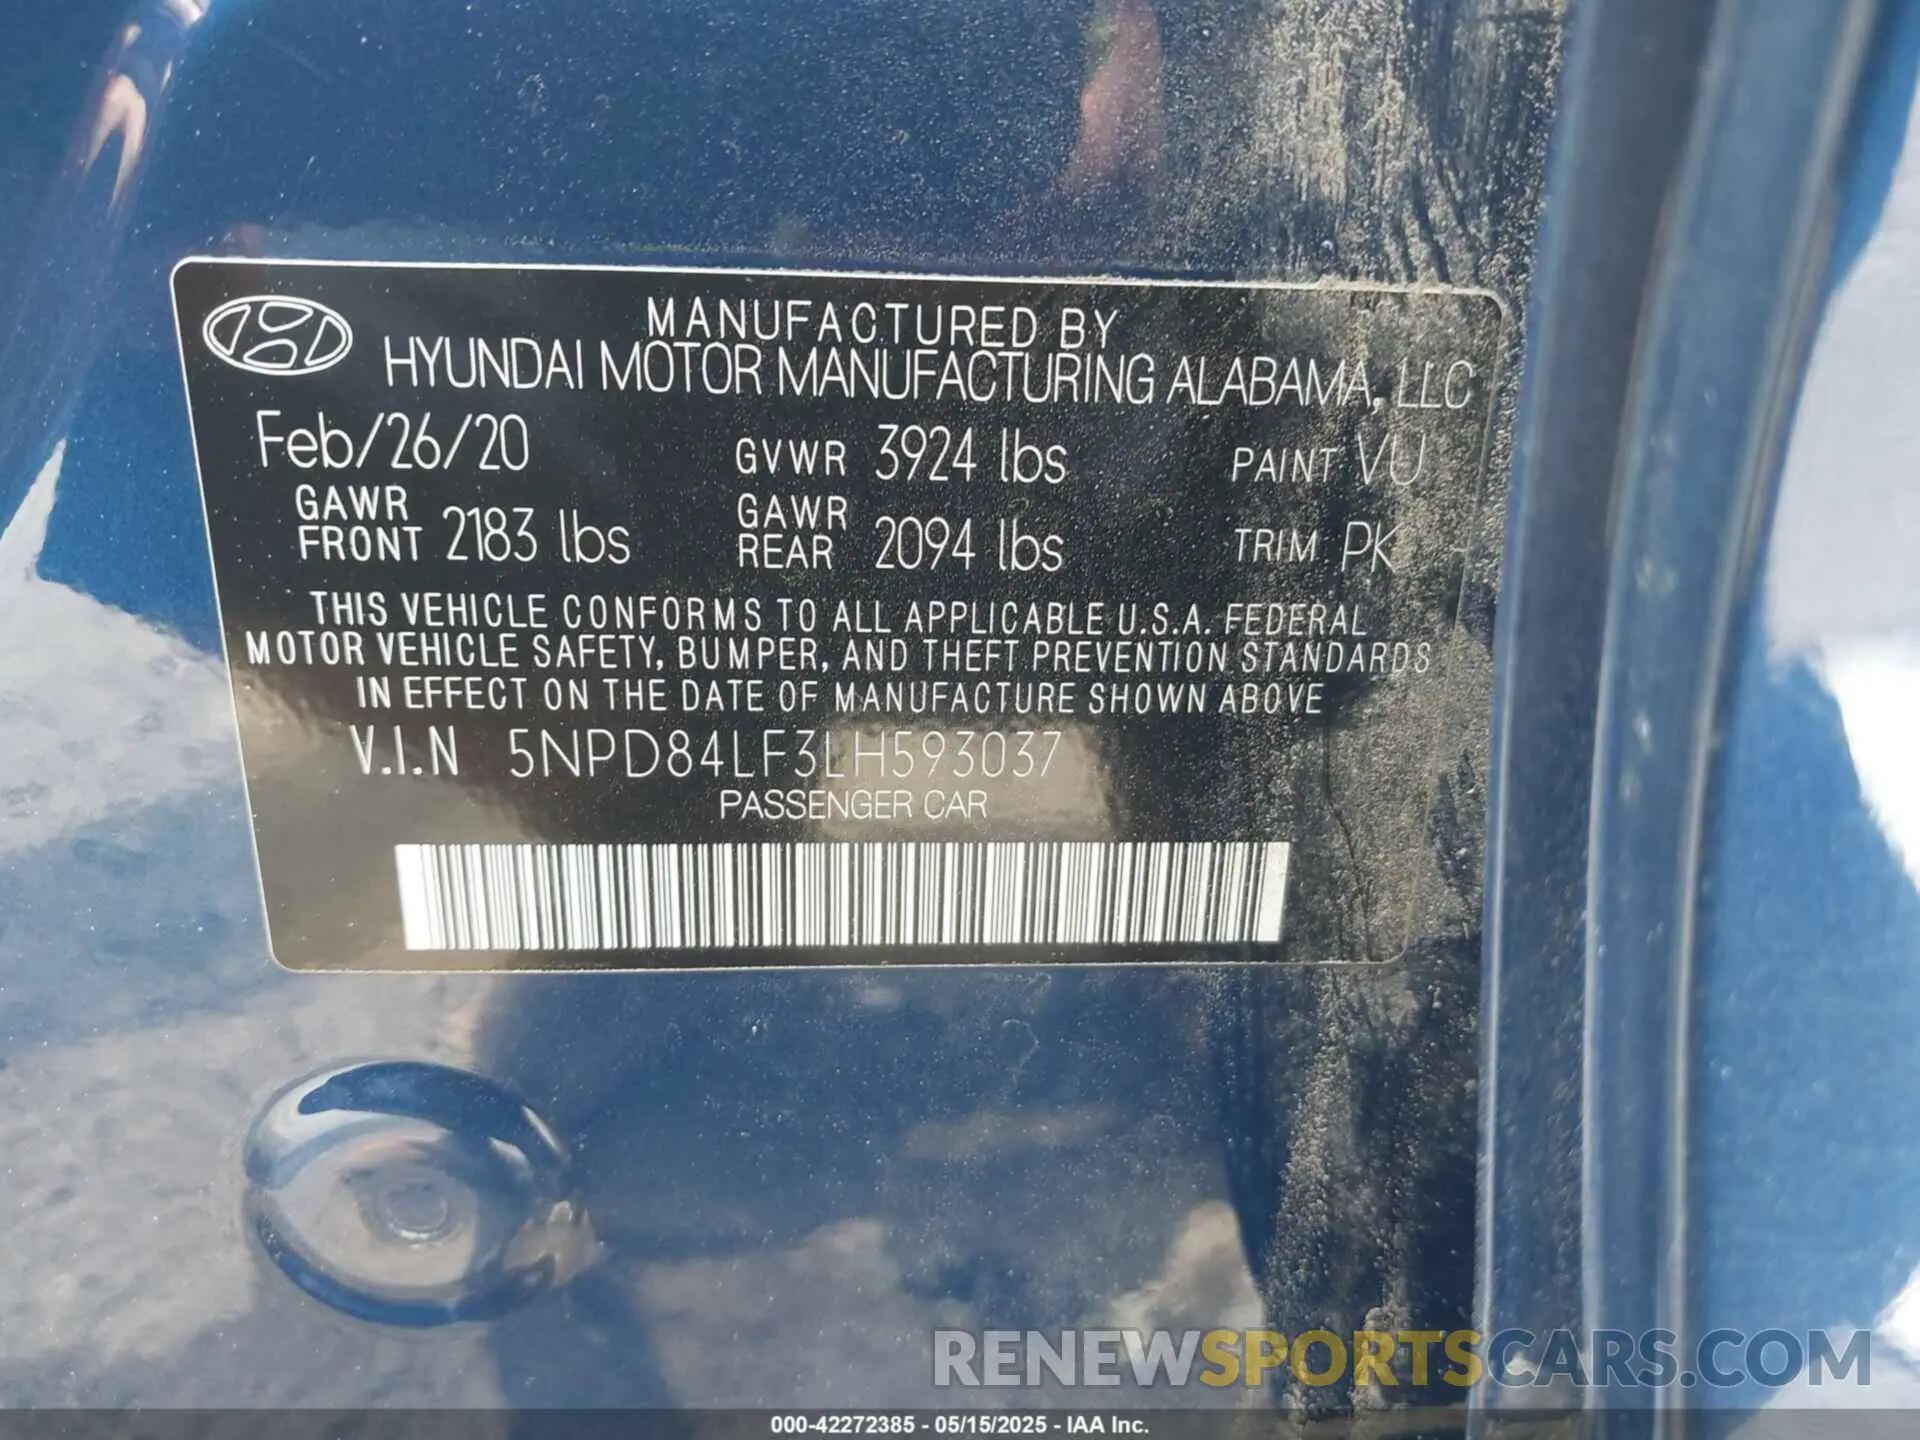 MANUFACTURED BY
HYUNDAI MOTOR MANUFACTURING ALABAMA, LLC
Feb/26/20 GVWR 3924 lbs PAINT VU
GAWR FRONT 2183 lbs GAWR REAR 2094 lbs TRIM PK
THIS VEHICLE CONFORMS TO ALL APPLICABLE U.S.A. FEDERAL
MOTOR VEHICLE SAFETY, BUMPER, AND THEFT PREVENTION STANDARDS
IN EFFECT ON THE DATE OF MANUFACTURE SHOWN ABOVE
V.I.N 5NPD84LF3LH593037
PASSENGER CAR
RENEWSPORTSCARS.COM
000-42272385 - 05/15/2025 - IAA Inc.